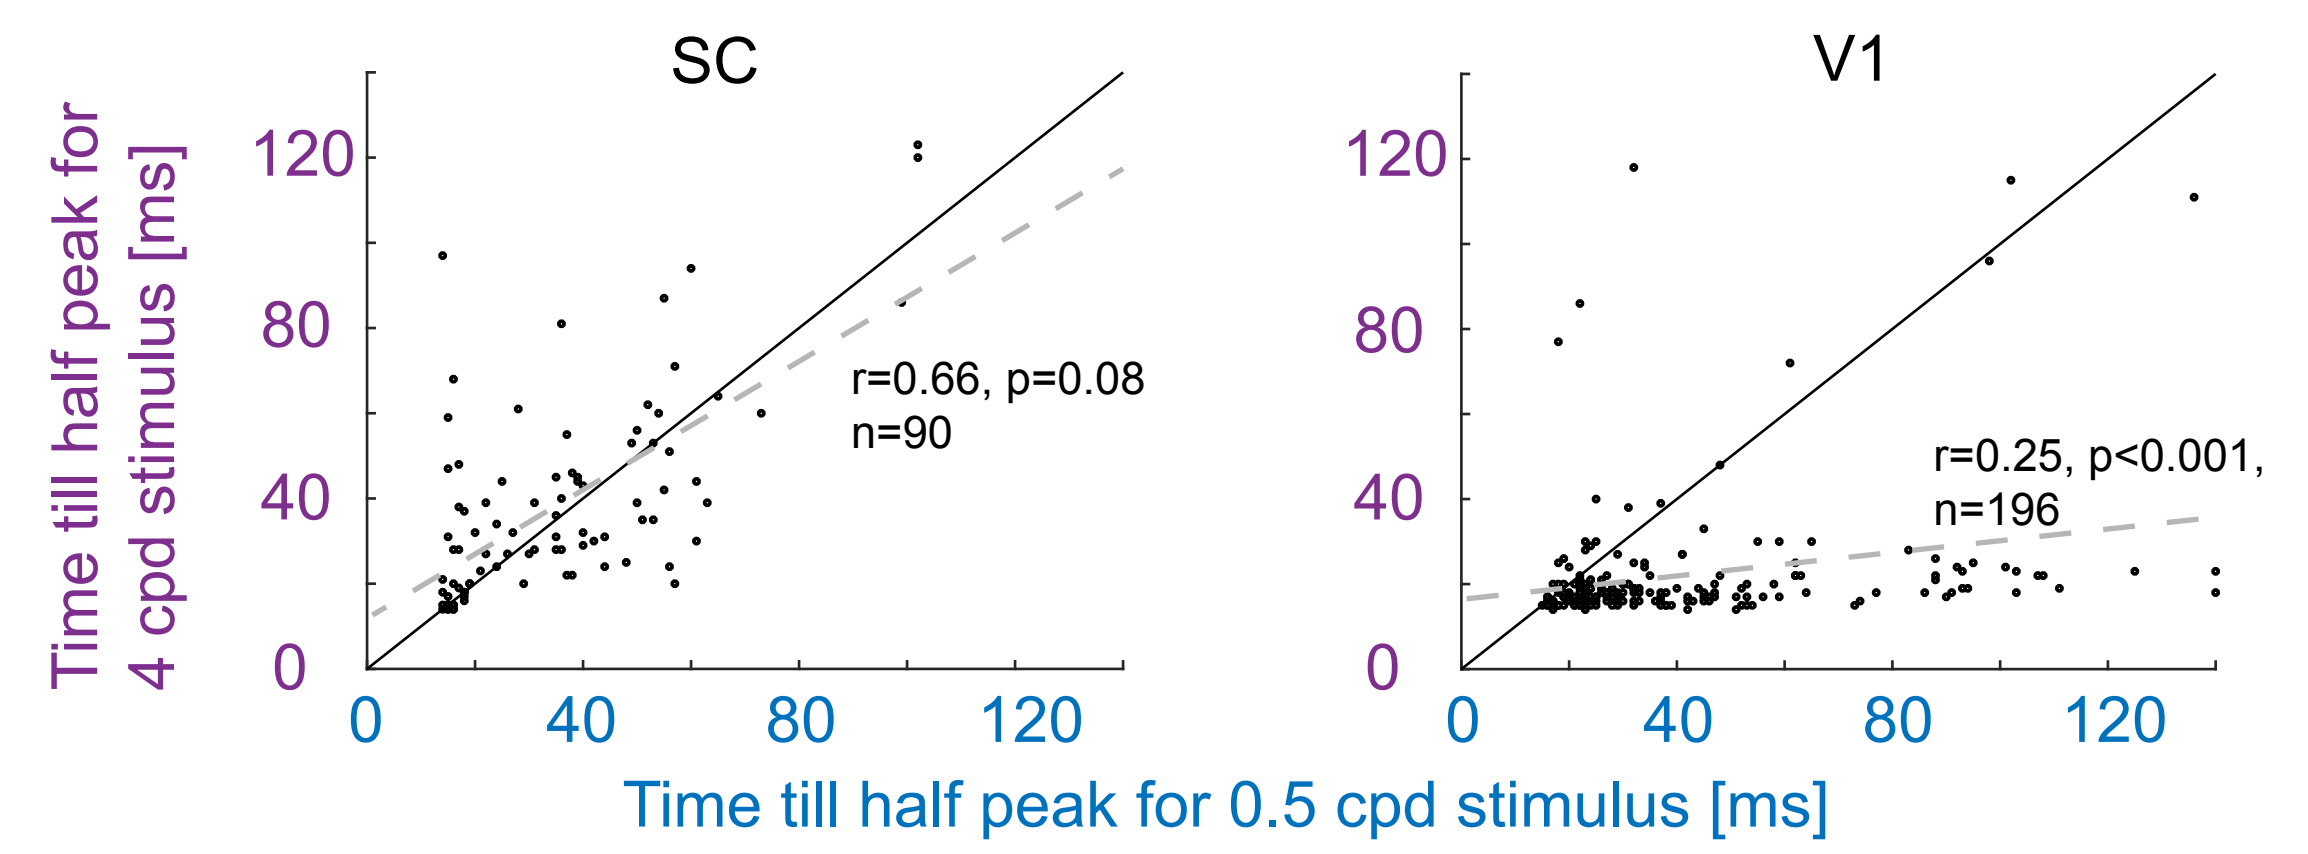 SC
V1
Time till half peak for
4 cpd stimulus [ms]
120
80
40
0
r=0.66, p=0.08
n=90
0
40
80
120
120
80
40
0
r=0.25, p<0.001,
n=196
0
40
80
120
Time till half peak for 0.5 cpd stimulus [ms]